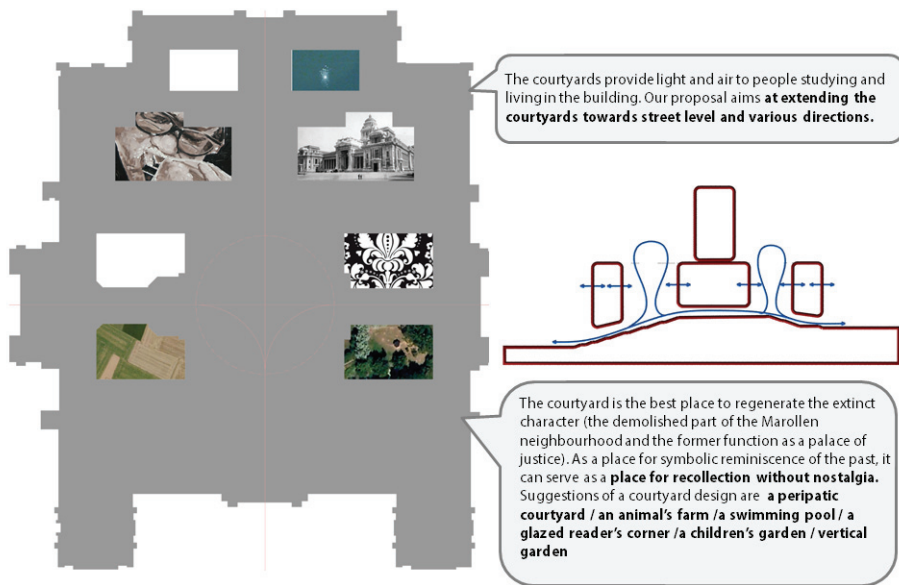 The courtyards provide light and air to people studying and
living in the building. Our proposal aims at extending the
courtyards towards street level and various directions.
The courtyard is the best place to regenerate the extinct
character (the demolished part of the Marollen
neighbourhood and the former function as a palace of
justice). As a place for symbolic reminiscence of the past, it
can serve as a place for recollection without nostalgia.
Suggestions of a courtyard design are a peripatic
courtyard / an animal's farm /a swimming pool / a
glazed reader's corner /a children's garden / vertical
garden